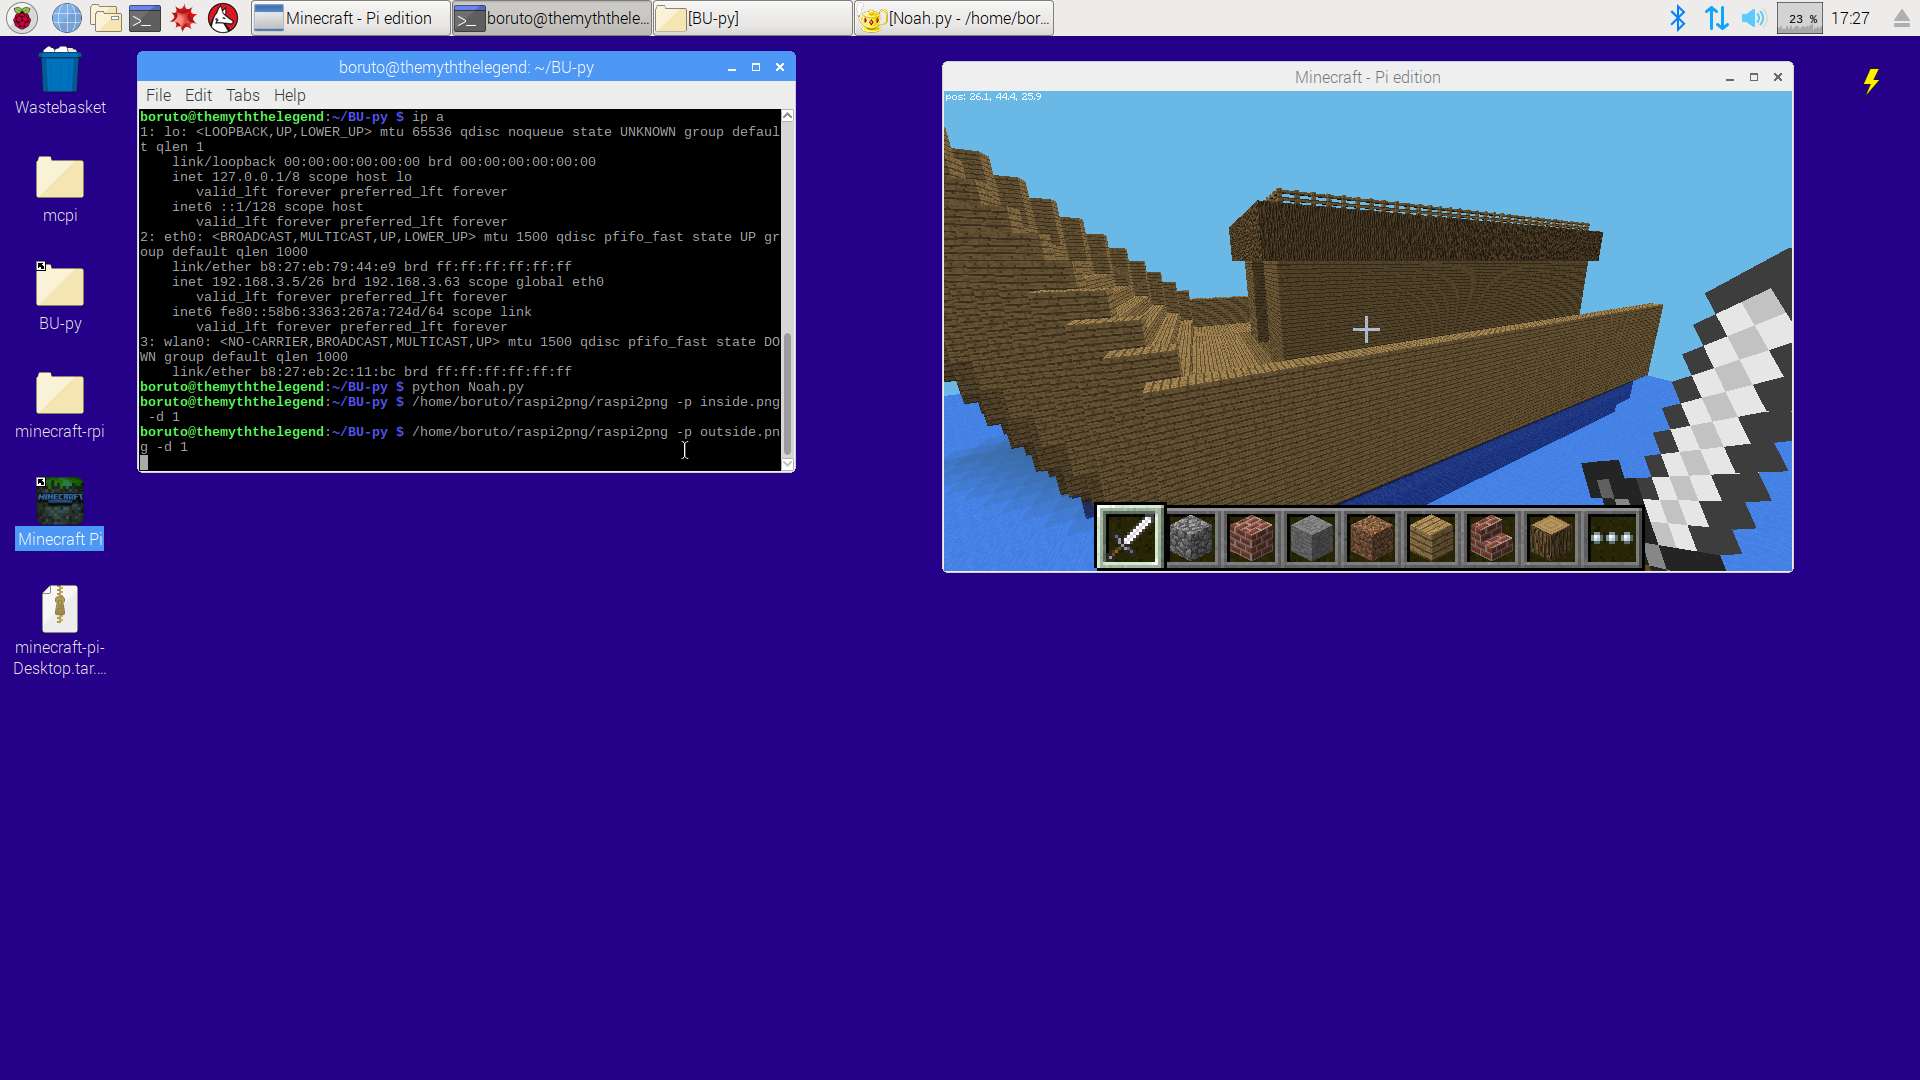 Minecraft - Pi edition
boruto@themyththele...
[BU-py]
[Noah.py - /home/bor...
23 %
17:27
Wastebasket
mcpi
BU-py
minecraft-rpi
MINECRAFT
Minecraft Pi
minecraft-pi-
Desktop.tar....
boruto@themyththelegend: ~/BU-py
File Edit Tabs Help
boruto@themyththelegend:~/BU-py $ ip a
1: lo: <LOOPBACK,UP,LOWER_UP> mtu 65536 qdisc noqueue state UNKNOWN group defaul
t qlen 1
link/loopback 00:00:00:00:00:00 brd 00:00:00:00:00:00
inet 127.0.0.1/8 scope host lo
valid_lft forever preferred_lft forever
inet6 ::1/128 scope host
valid_lft forever preferred_lft forever
2: eth0: <BROADCAST,MULTICAST,UP,LOWER_UP> mtu 1500 qdisc pfifo_fast state UP gr
oup default qlen 1000
link/ether b8:27:eb:79:44:e9 brd ff:ff:ff:ff:ff:ff
inet 192.168.3.5/26 brd 192.168.3.63 scope global eth0
valid_lft forever preferred_lft forever
inet6 fe80::58b6:3363:267a:724d/64 scope link
valid_lft forever preferred_lft forever
3: wlan0: <NO-CARRIER,BROADCAST,MULTICAST,UP> mtu 1500 qdisc pfifo_fast state DO
WN group default qlen 1000
link/ether b8:27:eb:2c:11:bc brd ff:ff:ff:ff:ff:ff
boruto@themyththelegend:~/BU-py $ python Noah.py
boruto@themyththelegend:~/BU-py $ /home/boruto/raspi2png/raspi2png -p inside.png
-d 1
boruto@themyththelegend:~/BU-py $ /home/boruto/raspi2png/raspi2png -p outside.pn
g -d 1
Minecraft - Pi edition
pos: 26.1, 44.4, 25.9